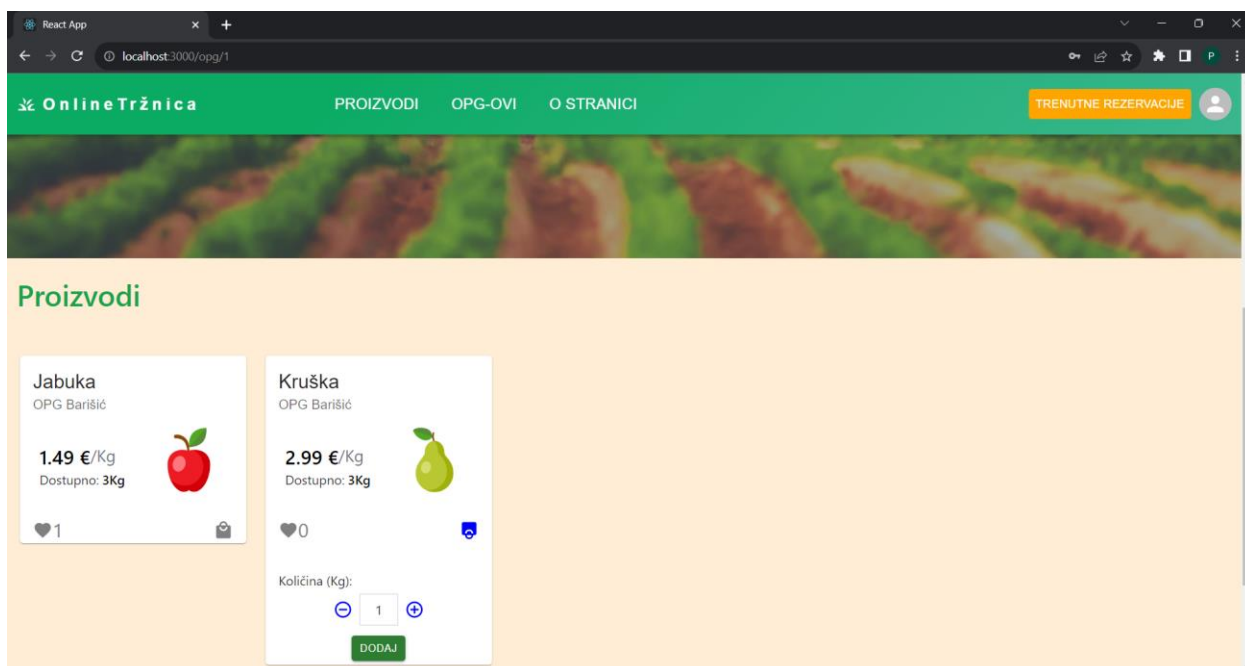 React App
localhost:3000/opg/1
P
OnlineTržnica PROIZVODI OPG-OVI O STRANICI TRENUTNE REZERVACIJE
Proizvodi
Jabuka
OPG Barišić
1.49 €/Kg
Dostupno: 3Kg
1
Kruška
OPG Barišić
2.99 €/Kg
Dostupno: 3Kg
0
Količina (Kg):
1
DODAJ